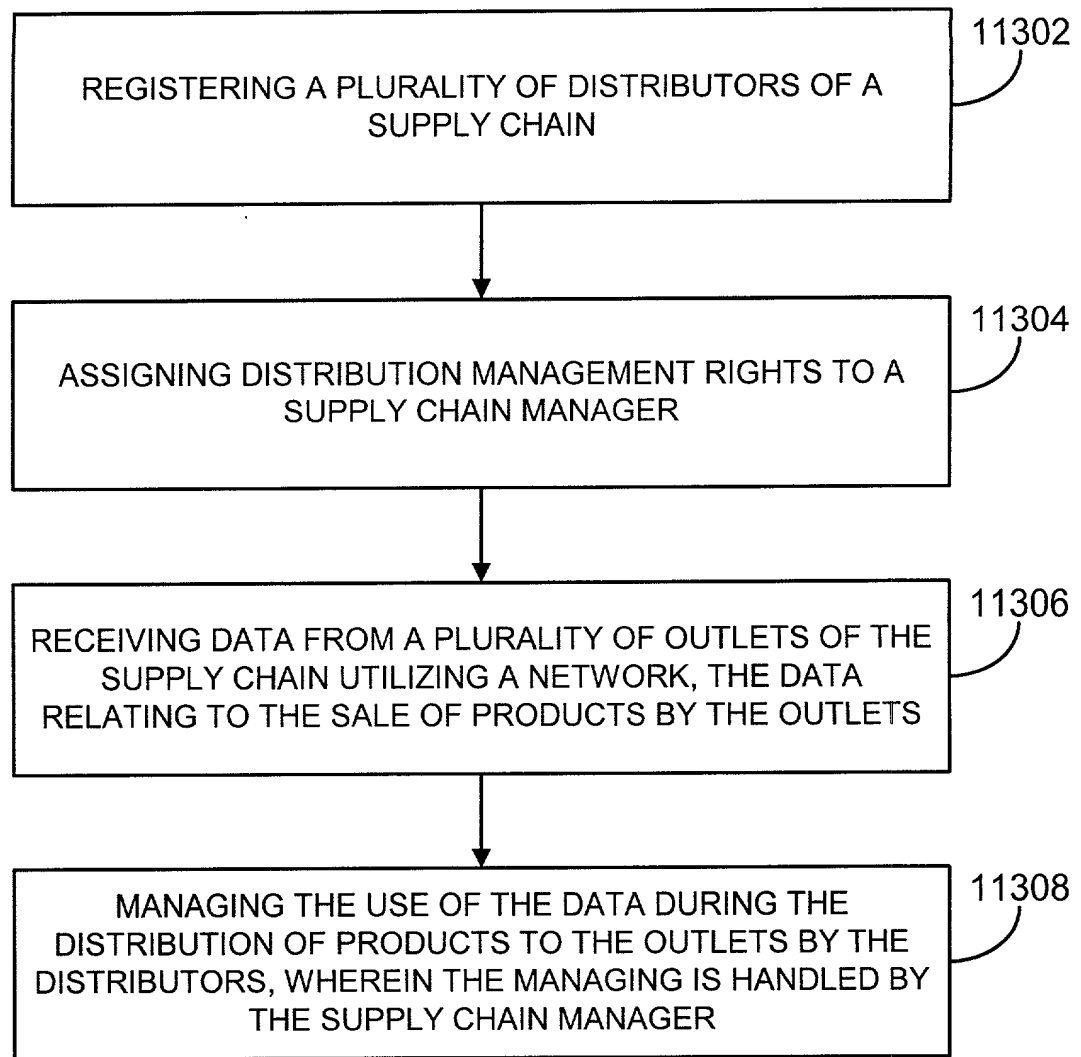 11302
REGISTERING A PLURALITY OF DISTRIBUTORS OF A
SUPPLY CHAIN
11304
ASSIGNING DISTRIBUTION MANAGEMENT RIGHTS TO A
SUPPLY CHAIN MANAGER
11306
RECEIVING DATA FROM A PLURALITY OF OUTLETS OF THE
SUPPLY CHAIN UTILIZING A NETWORK, THE DATA
RELATING TO THE SALE OF PRODUCTS BY THE OUTLETS
11308
MANAGING THE USE OF THE DATA DURING THE
DISTRIBUTION OF PRODUCTS TO THE OUTLETS BY THE
DISTRIBUTORS, WHEREIN THE MANAGING IS HANDLED BY
THE SUPPLY CHAIN MANAGER